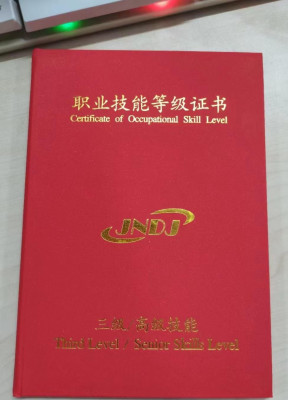 职业技能等级证书
Certificate of Occupational Skill Level
JNDJ
三级 高级技能
Third Level / Senior Skills Level